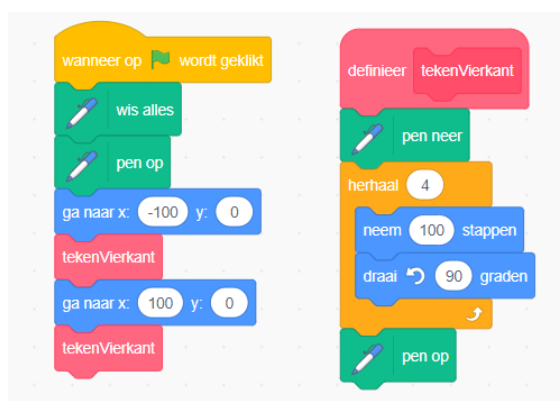 wanneer op wordt geklikt
wis alles
pen op
ga naar x: -100 y: 0
tekenVierkant
ga naar x: 100 y: 0
tekenVierkant
definieer tekenVierkant
pen neer
herhaal 4
neem 100 stappen
draai 90 graden
pen op